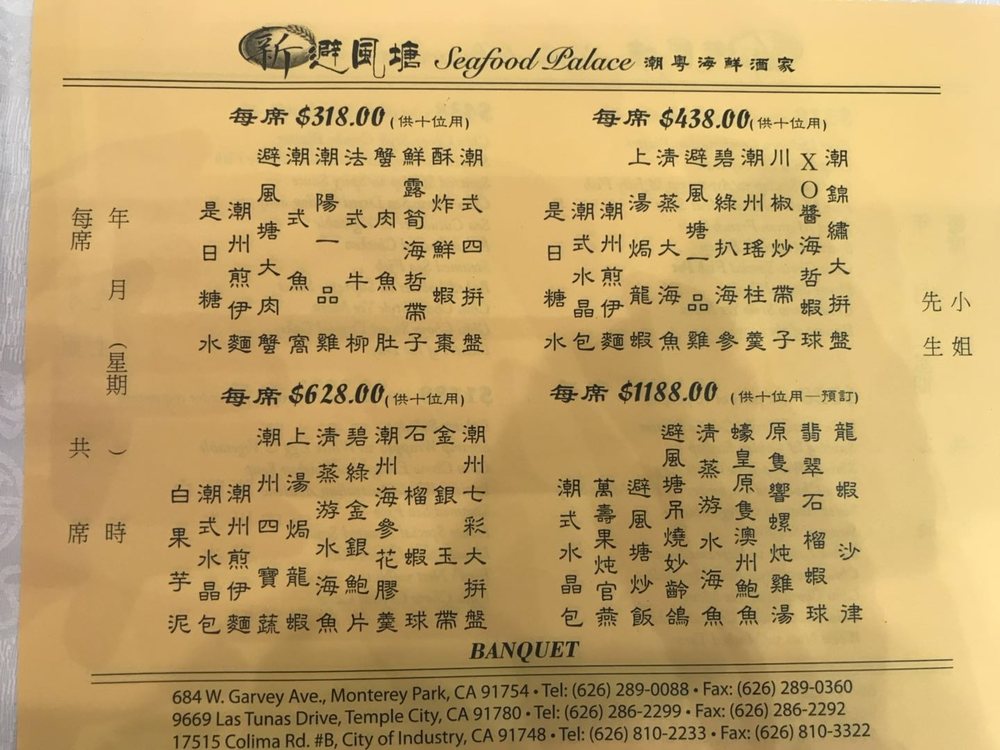 新避風塘 Seafood Palace 潮粵海鮮酒家
每席 $318.00(供十位用)
潮式四拼盤
酥炸鮮蝦棗
鮮露筍海哲帶子
蟹肉魚肚
法式牛柳
潮陽一品雞
潮式魚窩
避風塘大肉蟹
潮州煎伊麵
是日糖水
每席 $438.00(供十位用)
潮錦繡大拼盤
XO醬海哲蝦球
川椒炒帶子
潮州瑤柱羹
碧綠扒海參
避風塘一品雞
清蒸大海魚
上湯焗龍蝦
潮州煎伊麵
潮式水晶包
是日糖水
每席 $628.00(供十位用)
潮州七彩大拼盤
金銀玉帶
石榴蝦球
潮州海參花膠羹
碧綠金銀鮑片
清蒸游水海魚
上湯焗龍蝦
潮州四寶蔬
潮州煎伊麵
潮式水晶包
白果芋泥
每席 $1188.00 (供十位用一預訂)
龍蝦沙律
翡翠石榴蝦球
原隻響螺炖雞湯
蠔皇原隻澳州鮑魚
清蒸游水海魚
避風塘吊燒妙齡鴿
避風塘炒飯
萬壽果炖官燕
潮式水晶包
小姐
先生
年 月 (星期 ) 時
每席 共 席
BANQUET
684 W. Garvey Ave., Monterey Park, CA 91754 • Tel: (626) 289-0088 • Fax: (626) 289-0360
9669 Las Tunas Drive, Temple City, CA 91780 • Tel: (626) 286-2299 • Fax: (626) 286-2292
17515 Colima Rd. #B, City of Industry, CA 91748 • Tel: (626) 810-2233 • Fax: (626) 810-3322